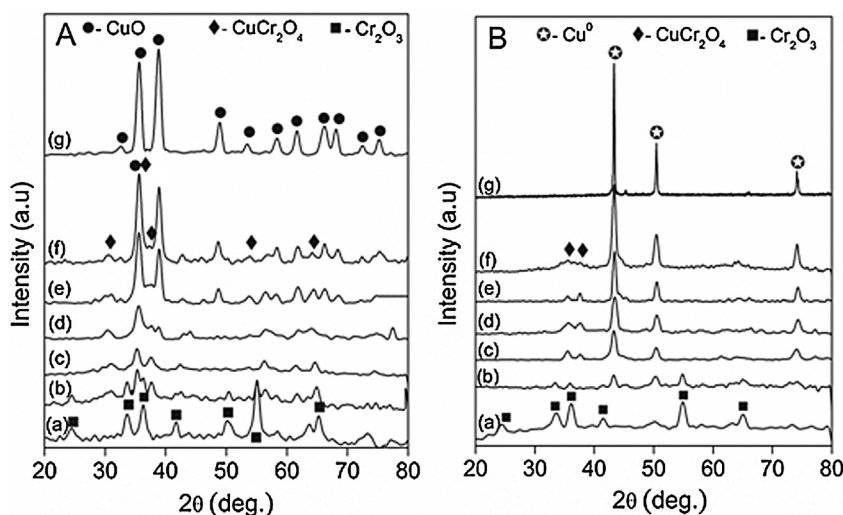 A ●- CuO ◆- CuCr₂O₄ ■- Cr₂O₃
(g)
(f)
(e)
(d)
(c)
(b)
(a)
Intensity (a.u)
20 30 40 50 60 70 80
2θ (deg.)
B ✪- Cu⁰ ◆- CuCr₂O₄ ■- Cr₂O₃
(g)
(f)
(e)
(d)
(c)
(b)
(a)
Intensity (a.u)
20 30 40 50 60 70 80
2θ (deg.)